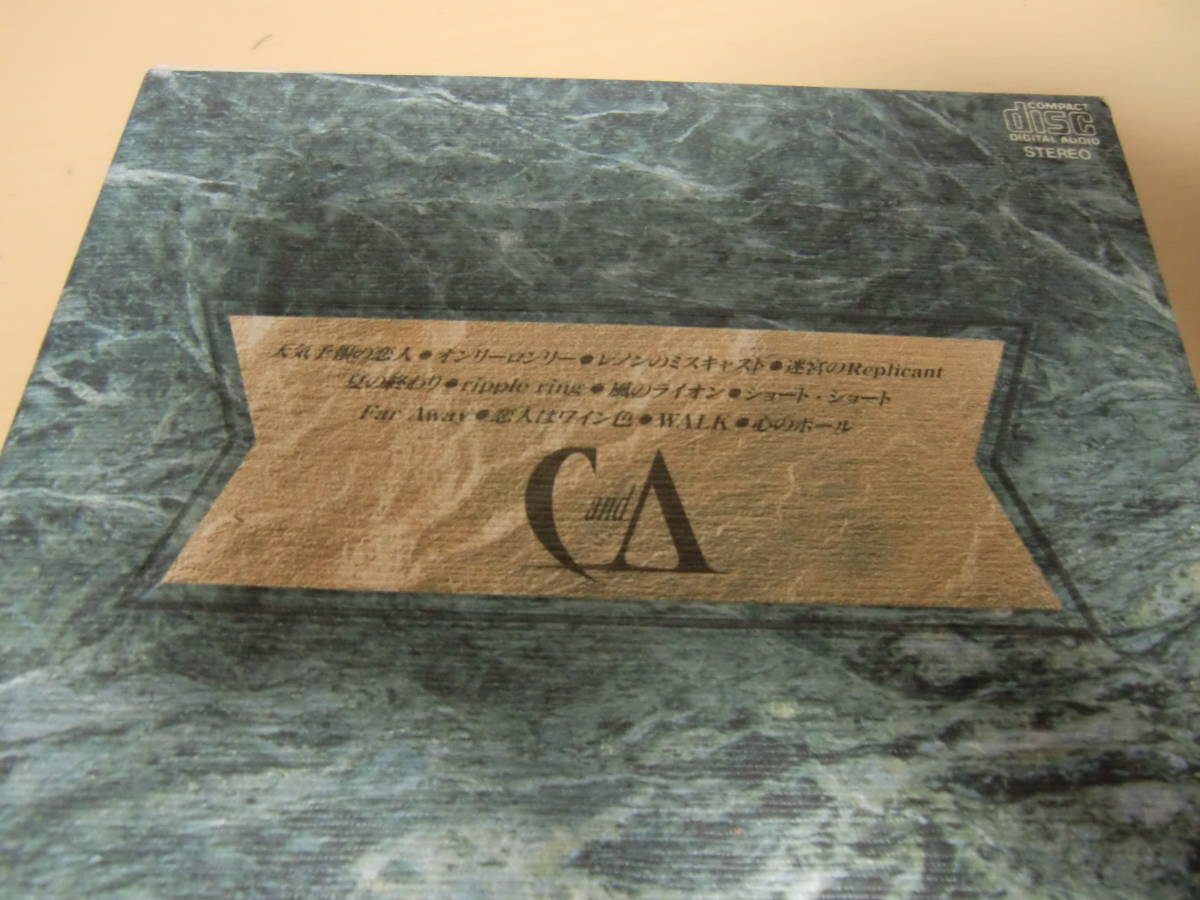 COMPACT
disc
DIGITAL AUDIO
STEREO
天気予報の恋人●オンリーロンリー●レノンのミスキャスト●迷宮のReplicant
夏の終わり●ripple ring●風のライオン●ショート・ショート
Far Away●恋人はワイン色●WALK●心のボール
C and A